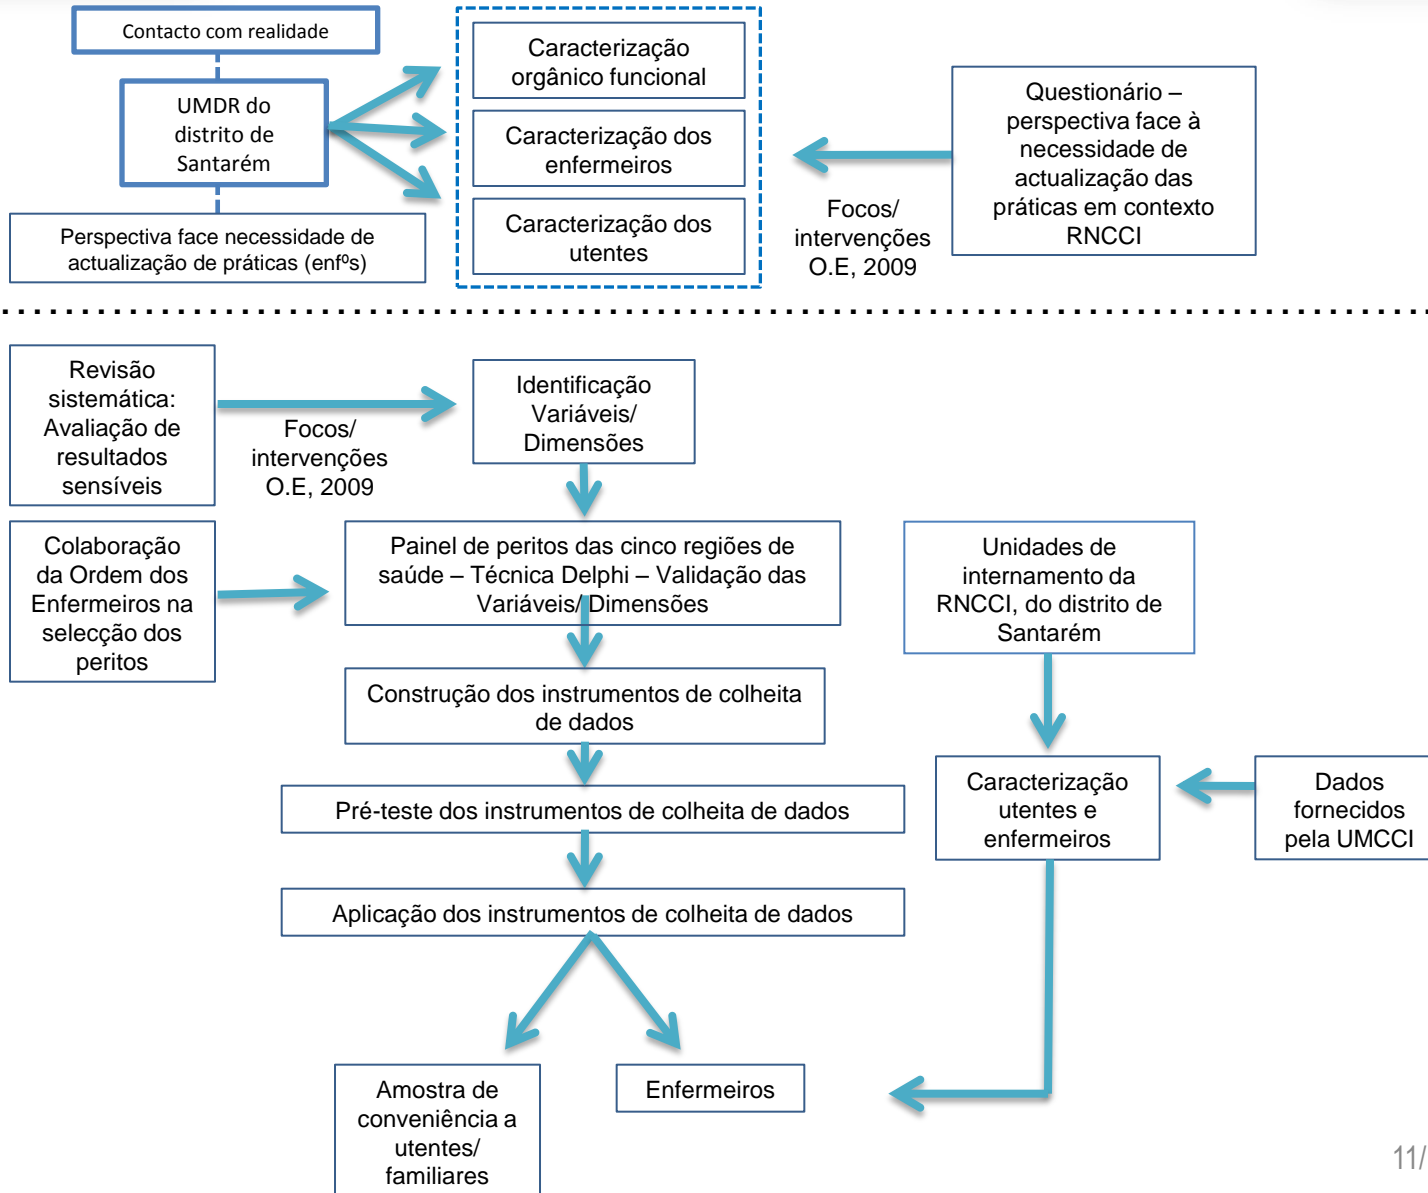 Contacto com realidade
UMDR do
distrito de
Santarém
Perspectiva face necessidade de
actualização de práticas (enfºs)
Caracterização
orgânico funcional
Caracterização dos
enfermeiros
Caracterização dos
utentes
Focos/
intervenções
O.E, 2009
Questionário –
perspectiva face à
necessidade de
actualização das
práticas em contexto
RNCCI
Revisão
sistemática:
Avaliação de
resultados
sensíveis
Focos/
intervenções
O.E, 2009
Identificação
Variáveis/
Dimensões
Colaboração
da Ordem dos
Enfermeiros na
selecção dos
peritos
Painel de peritos das cinco regiões de
saúde – Técnica Delphi – Validação das
Variáveis/ Dimensões
Unidades de
internamento da
RNCCI, do distrito de
Santarém
Construção dos instrumentos de colheita
de dados
Pré-teste dos instrumentos de colheita de dados
Caracterização
utentes e
enfermeiros
Dados
fornecidos
pela UMCCI
Aplicação dos instrumentos de colheita de dados
Amostra de
conveniência a
utentes/
familiares
Enfermeiros
11/